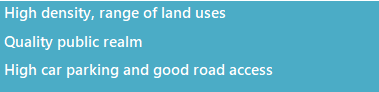 High density, range of land uses
Quality public realm
High car parking and good road access